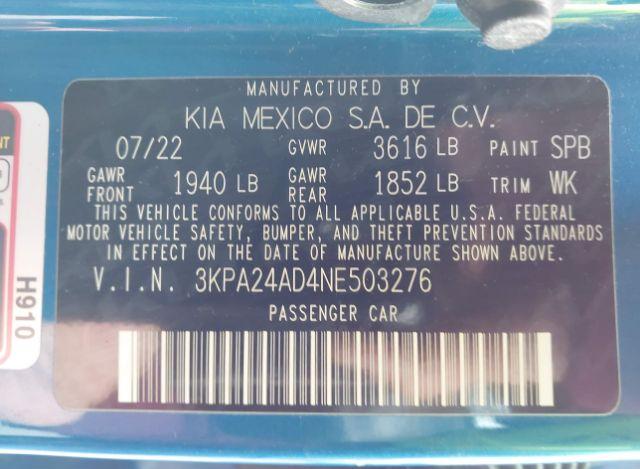 MANUFACTURED BY
KIA MEXICO S.A. DE C.V.
07/22 GVWR 3616 LB PAINT SPB
GAWR FRONT 1940 LB GAWR REAR 1852 LB TRIM WK
THIS VEHICLE CONFORMS TO ALL APPLICABLE U.S.A. FEDERAL
MOTOR VEHICLE SAFETY, BUMPER, AND THEFT PREVENTION STANDARDS
IN EFFECT ON THE DATE OF MANUFACTURE SHOWN ABOVE.
V.I.N. 3KPA24AD4NE503276
PASSENGER CAR
H910